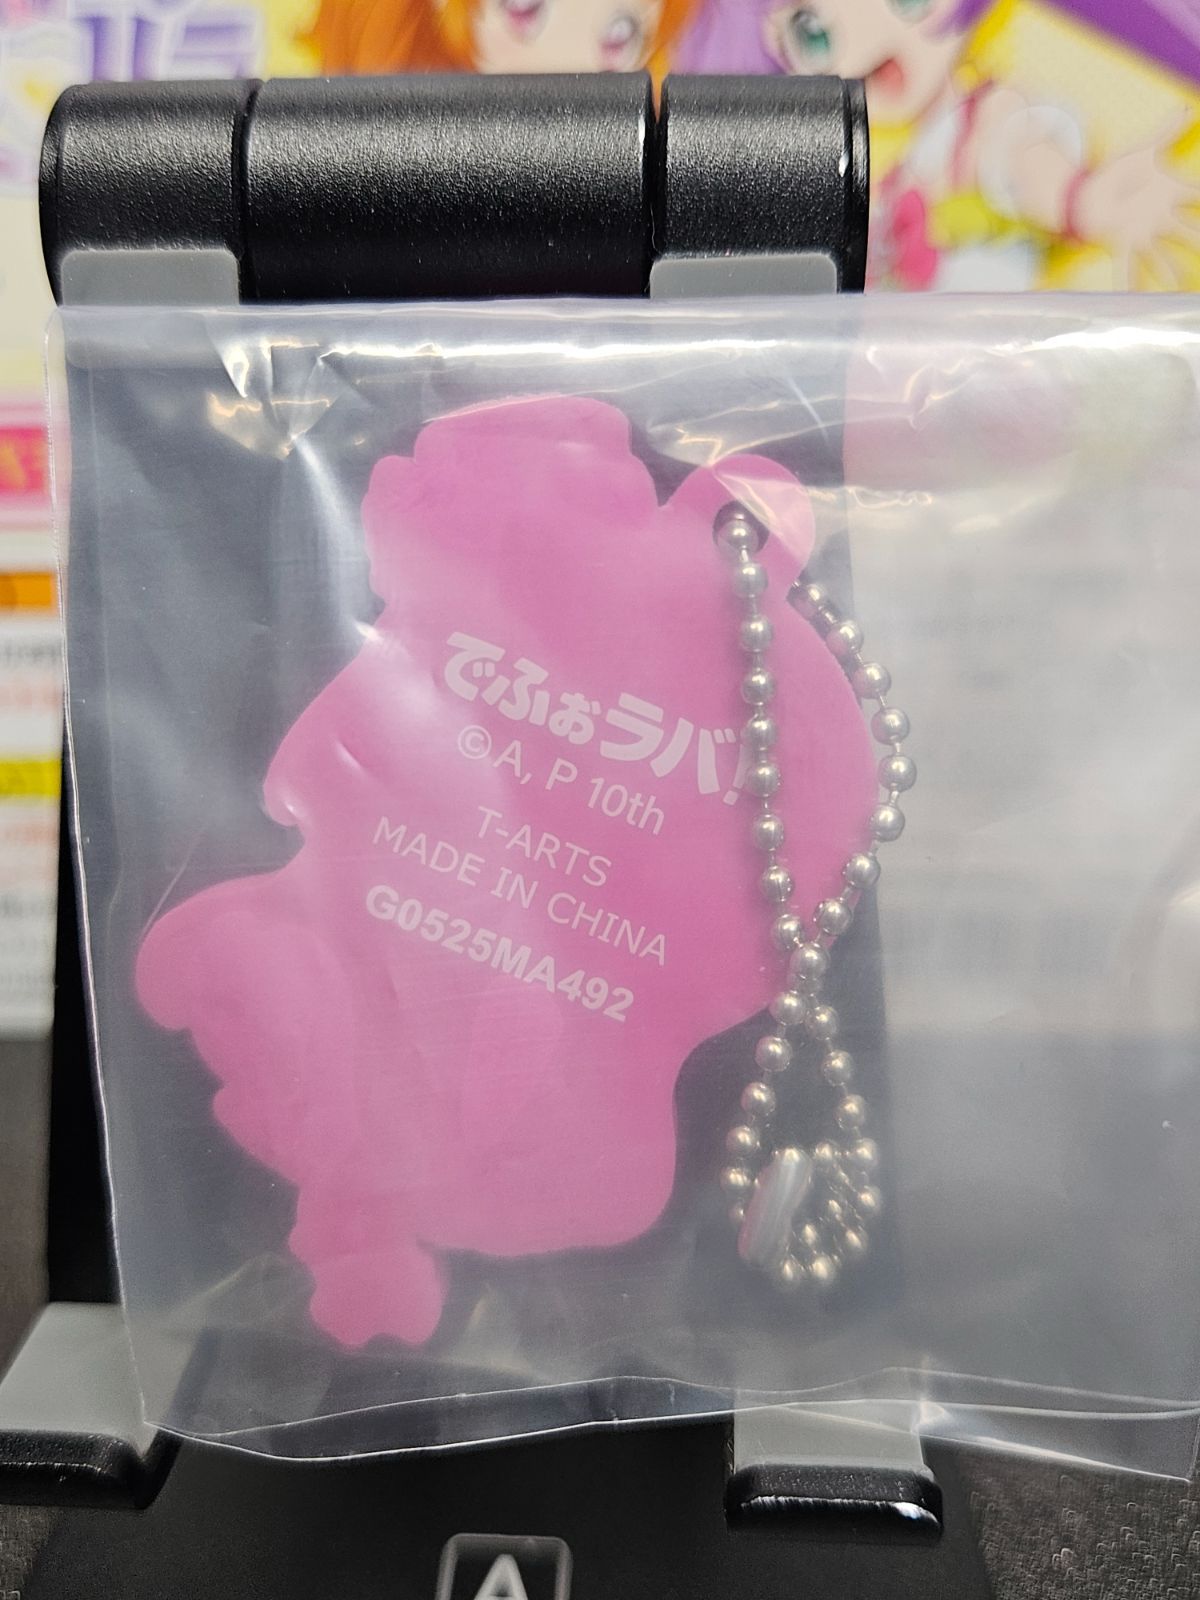 でふぉラバ!
©A, P 10th
T-ARTS
MADE IN CHINA
G0525MA492
A